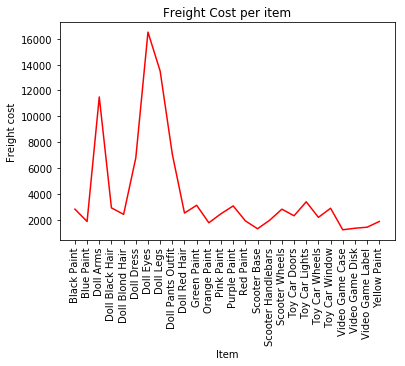 Freight Cost per item
Freight cost
16000
14000
12000
10000
8000
6000
4000
2000
Black Paint
Blue Paint
Doll Arms
Doll Black Hair
Doll Blond Hair
Doll Dress
Doll Eyes
Doll Legs
Doll Pants Outfit
Doll Red Hair
Green Paint
Orange Paint
Pink Paint
Purple Paint
Red Paint
Scooter Base
Scooter Handlebars
Scooter Wheels
Toy Car Doors
Toy Car Lights
Toy Car Wheels
Toy Car Window
Video Game Case
Video Game Disk
Video Game Label
Yellow Paint
Item